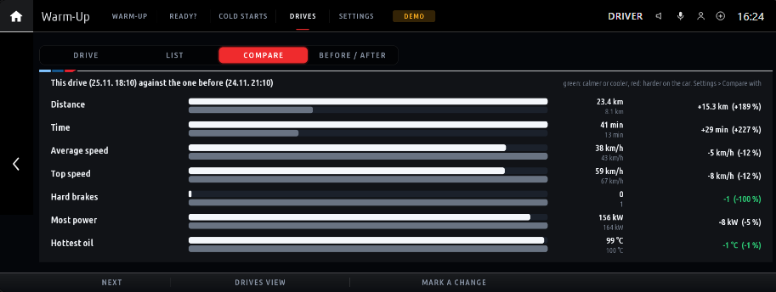 Warm-Up WARM-UP READY? COLD STARTS DRIVES SETTINGS DEMO DRIVER 16:24
DRIVE LIST COMPARE BEFORE / AFTER
This drive (25.11. 18:10) against the one before (24.11. 21:10) green: calmer or cooler, red: harder on the car. Settings > Compare with
Distance 23.4 km +15.3 km (+189 %)
8.1 km
Time 41 min +29 min (+227 %)
13 min
Average speed 38 km/h -5 km/h (-12 %)
43 km/h
Top speed 59 km/h -8 km/h (-12 %)
67 km/h
Hard brakes 0 -1 (-100 %)
1
Most power 156 kW -8 kW (-5 %)
164 kW
Hottest oil 99 °C -1 °C (-1 %)
100 °C
NEXT DRIVES VIEW MARK A CHANGE